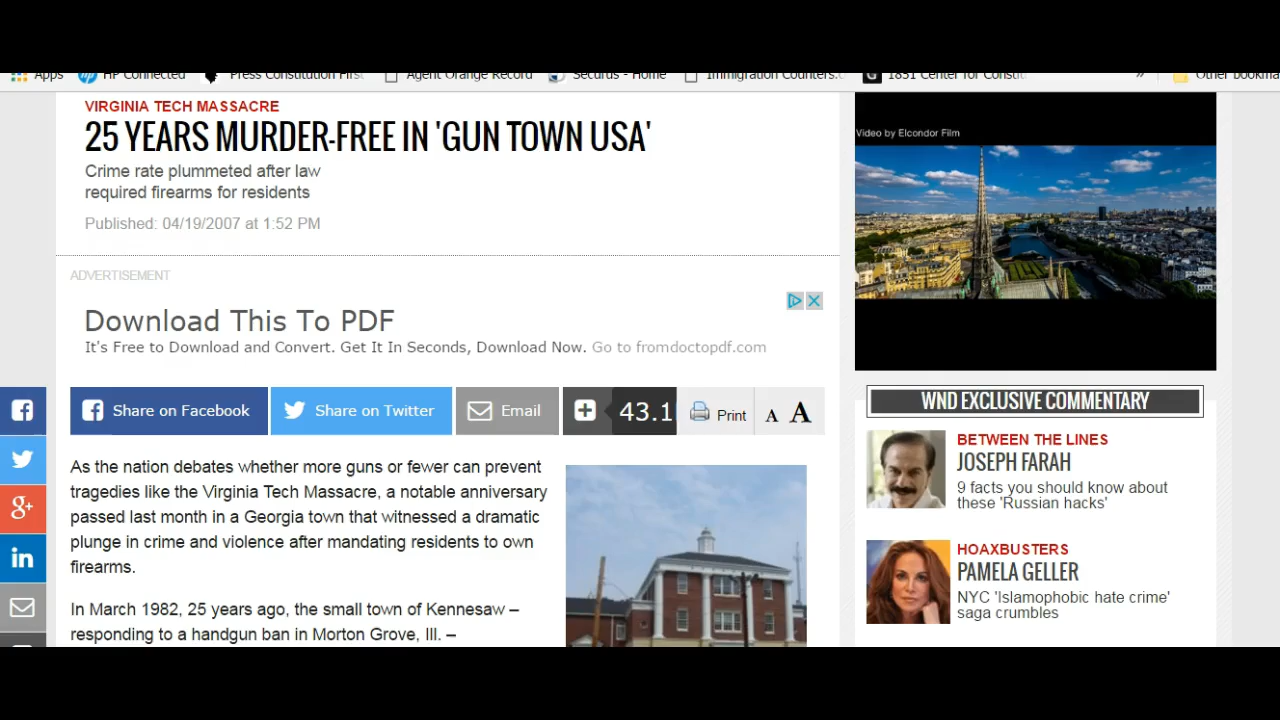 Apps HP Connected Press Constitution First Agent Orange Record Securus - Home Immigration Counters.c 1851 Center for Constit » Other bookma
VIRGINIA TECH MASSACRE
25 YEARS MURDER-FREE IN 'GUN TOWN USA'
Crime rate plummeted after law
required firearms for residents
Published: 04/19/2007 at 1:52 PM
ADVERTISEMENT
Download This To PDF
It's Free to Download and Convert. Get It In Seconds, Download Now. Go to fromdoctopdf.com
Share on Facebook Share on Twitter Email 43.1 Print A A
As the nation debates whether more guns or fewer can prevent
tragedies like the Virginia Tech Massacre, a notable anniversary
passed last month in a Georgia town that witnessed a dramatic
plunge in crime and violence after mandating residents to own
firearms.
In March 1982, 25 years ago, the small town of Kennesaw –
responding to a handgun ban in Morton Grove, Ill. –
Video by Elcondor Film
WND EXCLUSIVE COMMENTARY
BETWEEN THE LINES
JOSEPH FARAH
9 facts you should know about
these 'Russian hacks'
HOAXBUSTERS
PAMELA GELLER
NYC 'Islamophobic hate crime'
saga crumbles